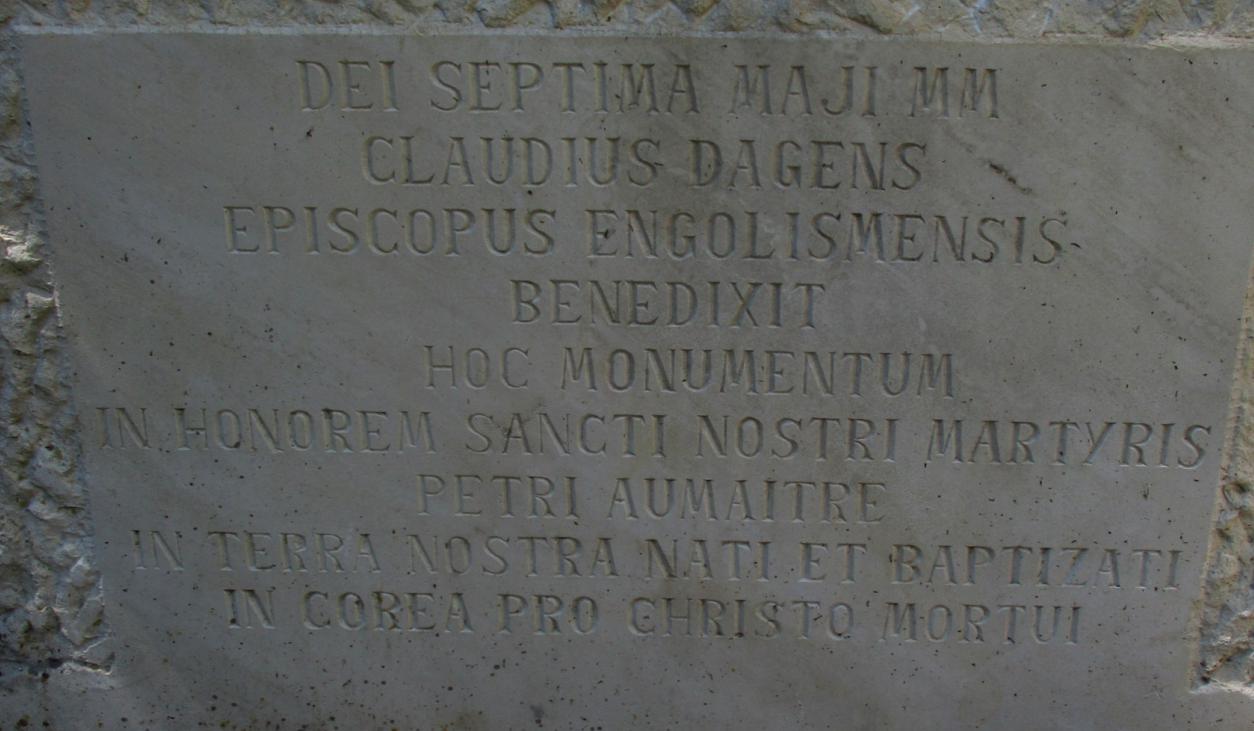 DEI SEPTIMA MAJI MM
CLAUDIUS DAGENS
EPISCOPUS ENGOLISMENSIS
BENEDIXIT
HOC MONUMENTUM
IN HONOREM SANCTI NOSTRI MARTYRIS
PETRI AUMAITRE
IN TERRA NOSTRA NATI ET BAPTIZATI
IN COREA PRO CHRISTO MORTUI